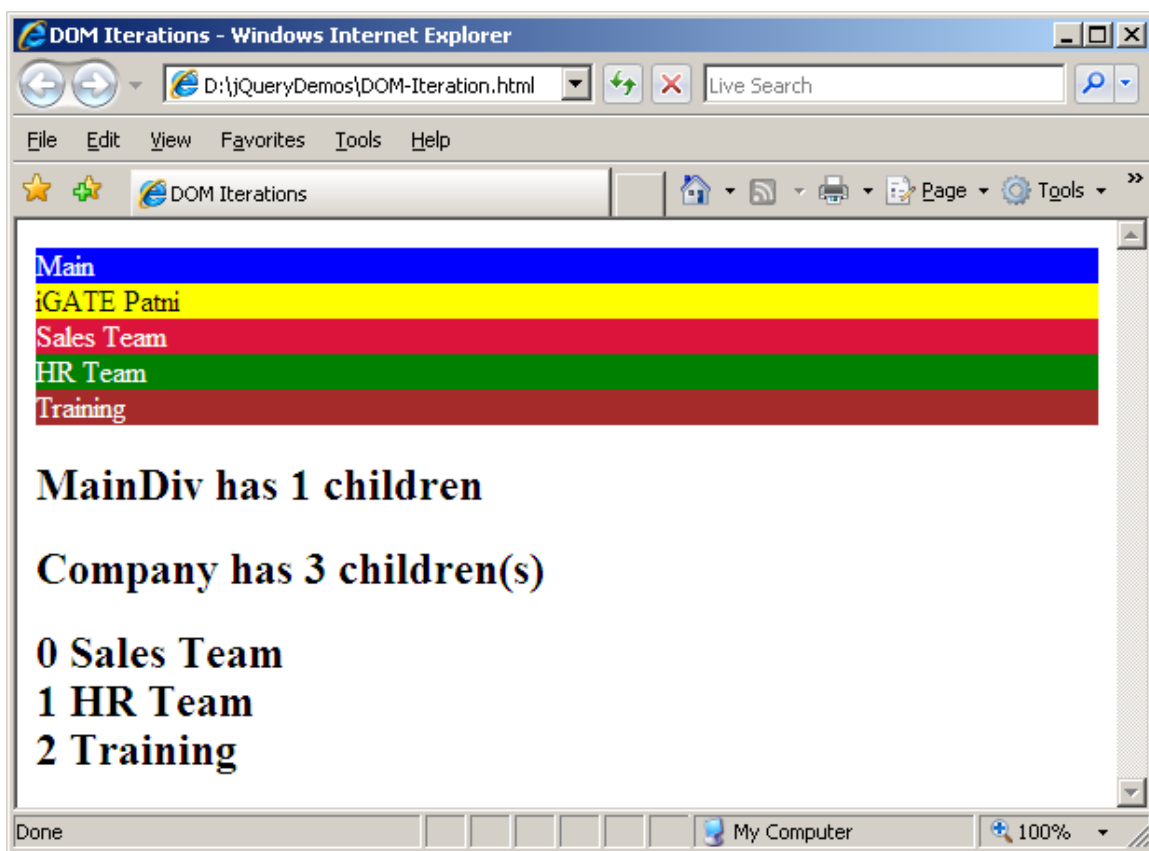 DOM Iterations - Windows Internet Explorer
D:\jQueryDemos\DOM-Iteration.html
Live Search
File Edit View Favorites Tools Help
DOM Iterations
Page Tools »
Main
iGATE Patni
Sales Team
HR Team
Training
MainDiv has 1 children
Company has 3 children(s)
0 Sales Team
1 HR Team
2 Training
Done
My Computer
100%